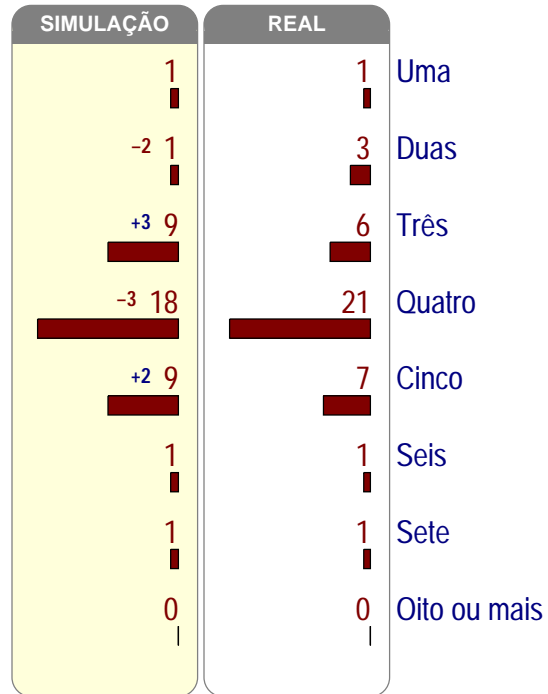 SIMULAÇÃO REAL
1 1 Uma
−2 1 3 Duas
+3 9 6 Três
−3 18 21 Quatro
+2 9 7 Cinco
1 1 Seis
1 1 Sete
0 0 Oito ou mais